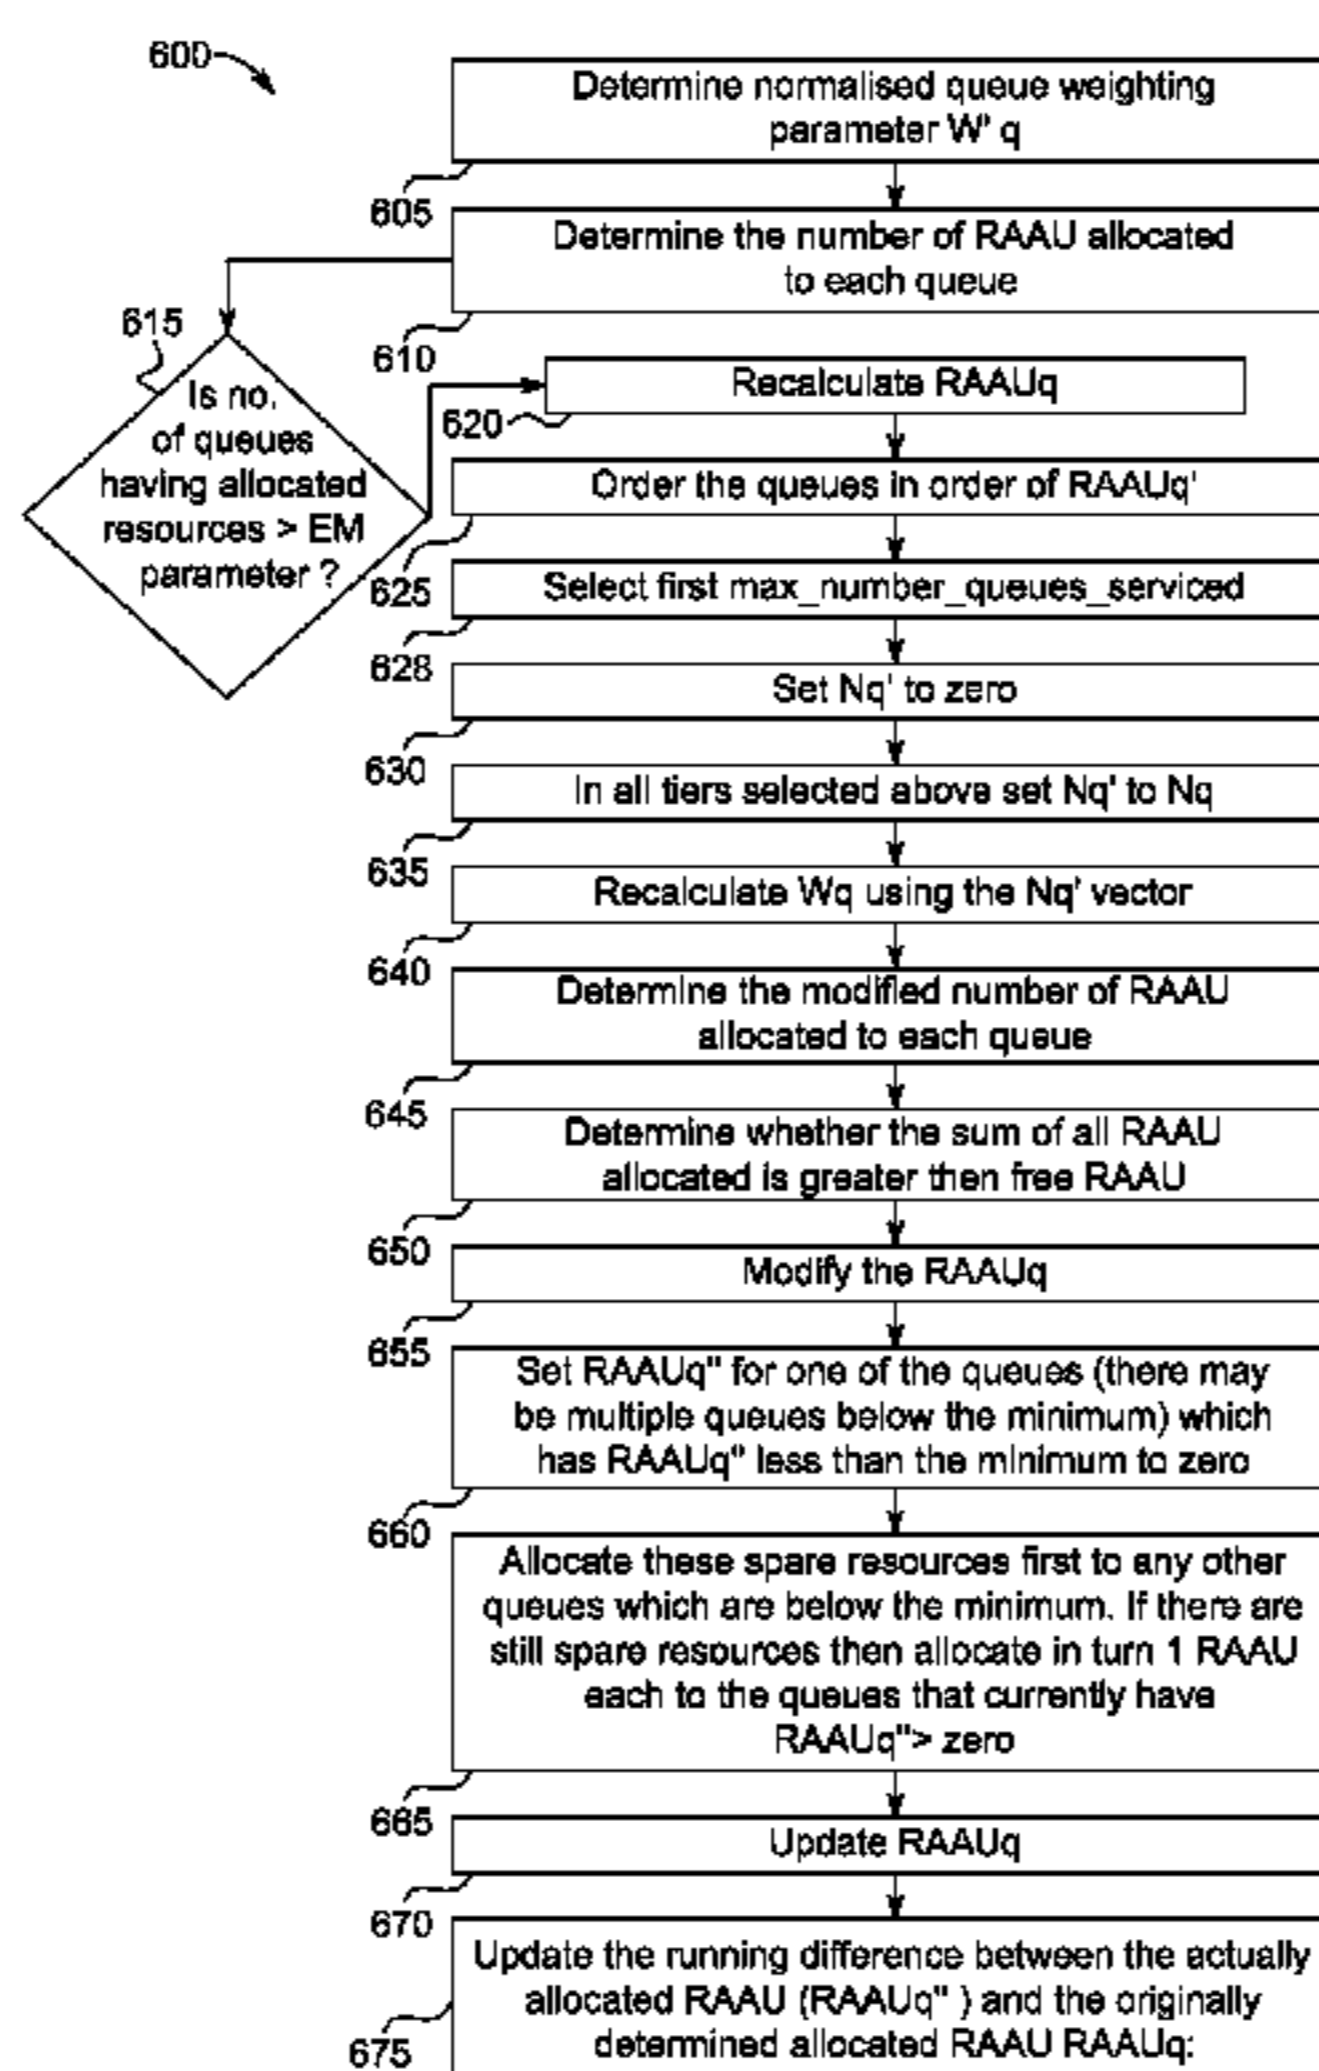 600
Determine normalised queue weighting
parameter W' q
605
Determine the number of RAAU allocated
to each queue
610
615
Is no.
of queues
having allocated
resources > EM
parameter ?
Recalculate RAAUq
620
Order the queues in order of RAAUq'
625
Select first max_number_queues_serviced
628
Set Nq' to zero
630
In all tiers selected above set Nq' to Nq
635
Recalculate Wq using the Nq' vector
640
Determine the modified number of RAAU
allocated to each queue
645
Determine whether the sum of all RAAU
allocated is greater then free RAAU
650
Modify the RAAUq
655
Set RAAUq" for one of the queues (there may
be multiple queues below the minimum) which
has RAAUq" less than the minimum to zero
660
Allocate these spare resources first to any other
queues which are below the minimum. If there are
still spare resources then allocate in turn 1 RAAU
each to the queues that currently have
RAAUq"> zero
665
Update RAAUq
670
Update the running difference between the actually
allocated RAAU (RAAUq" ) and the originally
determined allocated RAAU RAAUq:
675